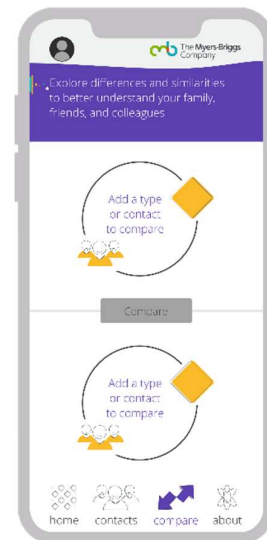 The Myers-Briggs
Company
Explore differences and similarities
to better understand your family,
friends, and colleagues
Add a type
or contact
to compare
Compare
Add a type
or contact
to compare
home contacts compare about